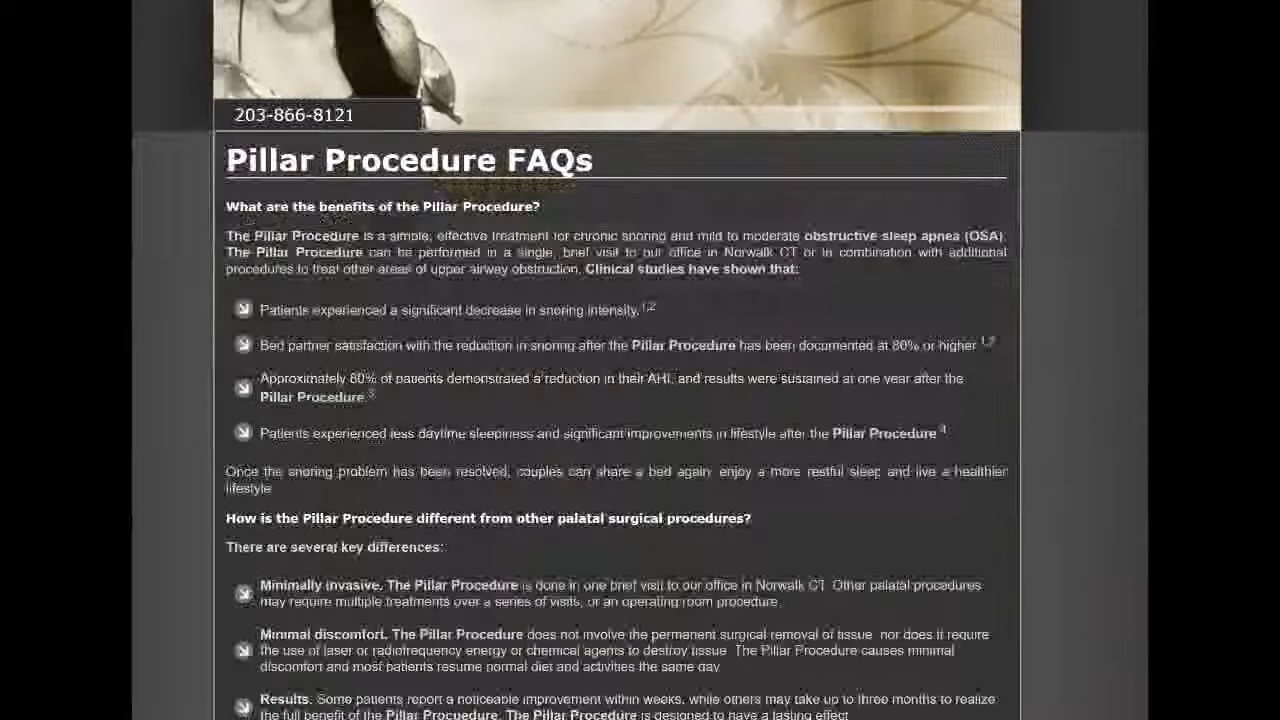 203-866-8121
Pillar Procedure FAQs
What are the benefits of the Pillar Procedure?
The Pillar Procedure is a simple, effective treatment for chronic snoring and mild to moderate obstructive sleep apnea (OSA).
The Pillar Procedure can be performed in a single, brief visit to our office in Norwalk CT or in combination with additional
procedures to treat other areas of upper airway obstruction. Clinical studies have shown that:
Patients experienced a significant decrease in snoring intensity.1,2
Bed partner satisfaction with the reduction in snoring after the Pillar Procedure has been documented at 80% or higher
Approximately 80% of patients demonstrated a reduction in their AHI, and results were sustained at one year after the
Pillar Procedure.3
Patients experienced less daytime sleepiness and significant improvements in lifestyle after the Pillar Procedure 4
Once the snoring problem has been resolved, couples can share a bed again, enjoy a more restful sleep and live a healthier
lifestyle
How is the Pillar Procedure different from other palatal surgical procedures?
There are several key differences:
Minimally invasive. The Pillar Procedure is done in one brief visit to our office in Norwalk CT. Other palatal procedures
may require multiple treatments over a series of visits, or an operating room procedure.
Minimal discomfort. The Pillar Procedure does not involve the permanent surgical removal of tissue nor does it require
the use of laser or radiofrequency energy or chemical agents to destroy tissue. The Pillar Procedure causes minimal
discomfort and most patients resume normal diet and activities the same day.
Results. Some patients report a noticeable improvement within weeks, while others may take up to three months to realize
the full benefit of the Pillar Procuedure. The Pillar Procedure is designed to have a lasting effect